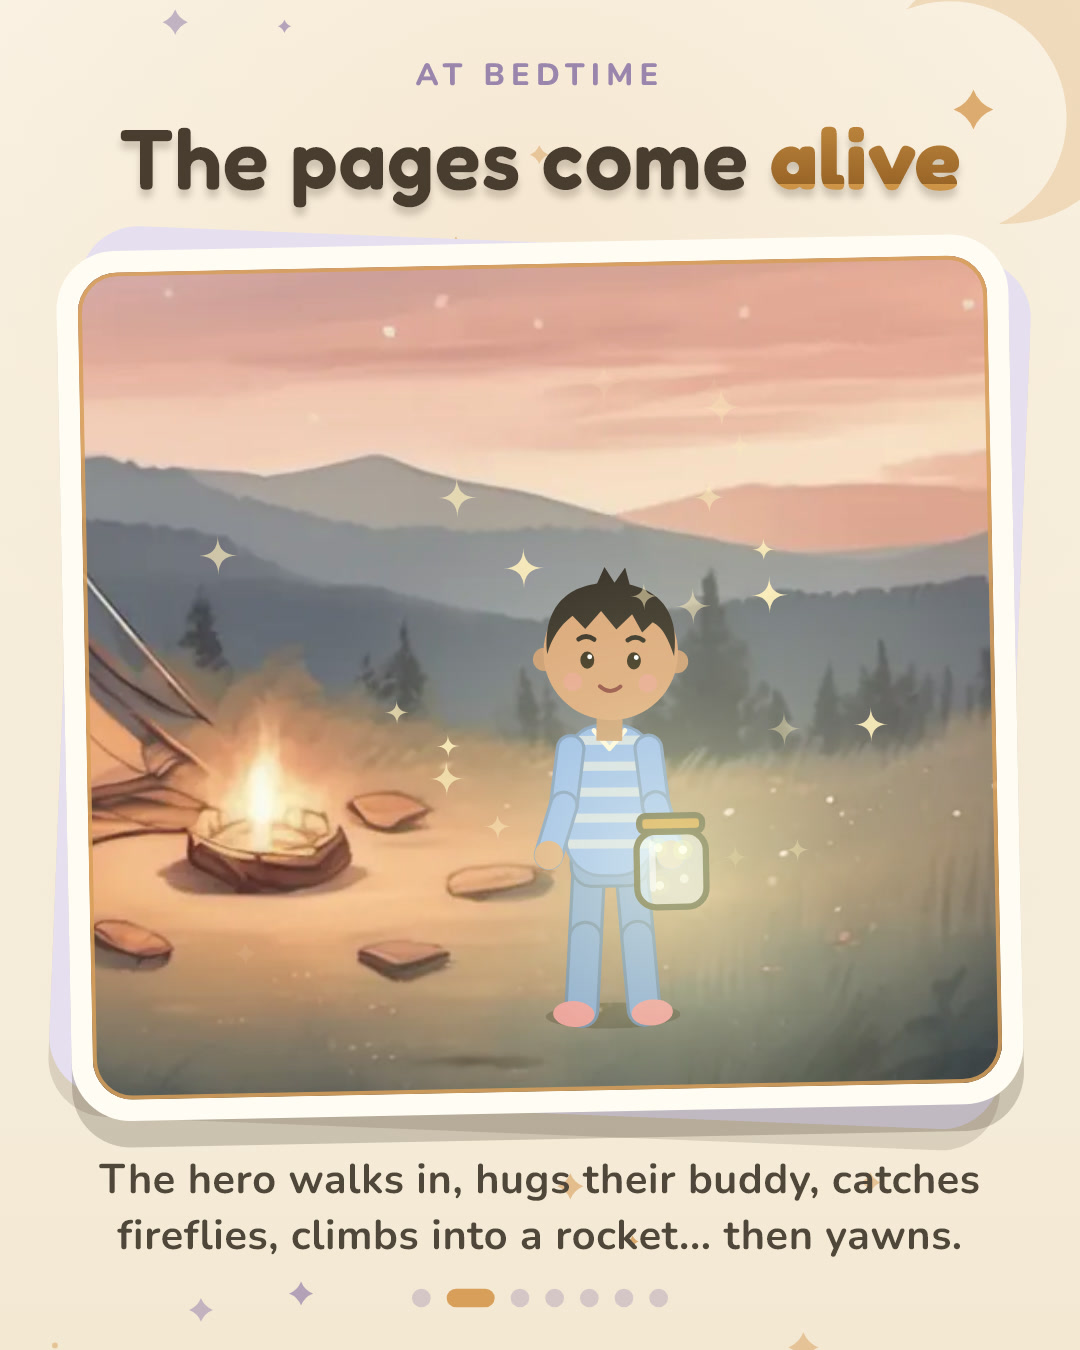 AT BEDTIME
The pages come alive
The hero walks in, hugs their buddy, catches
fireflies, climbs into a rocket... then yawns.